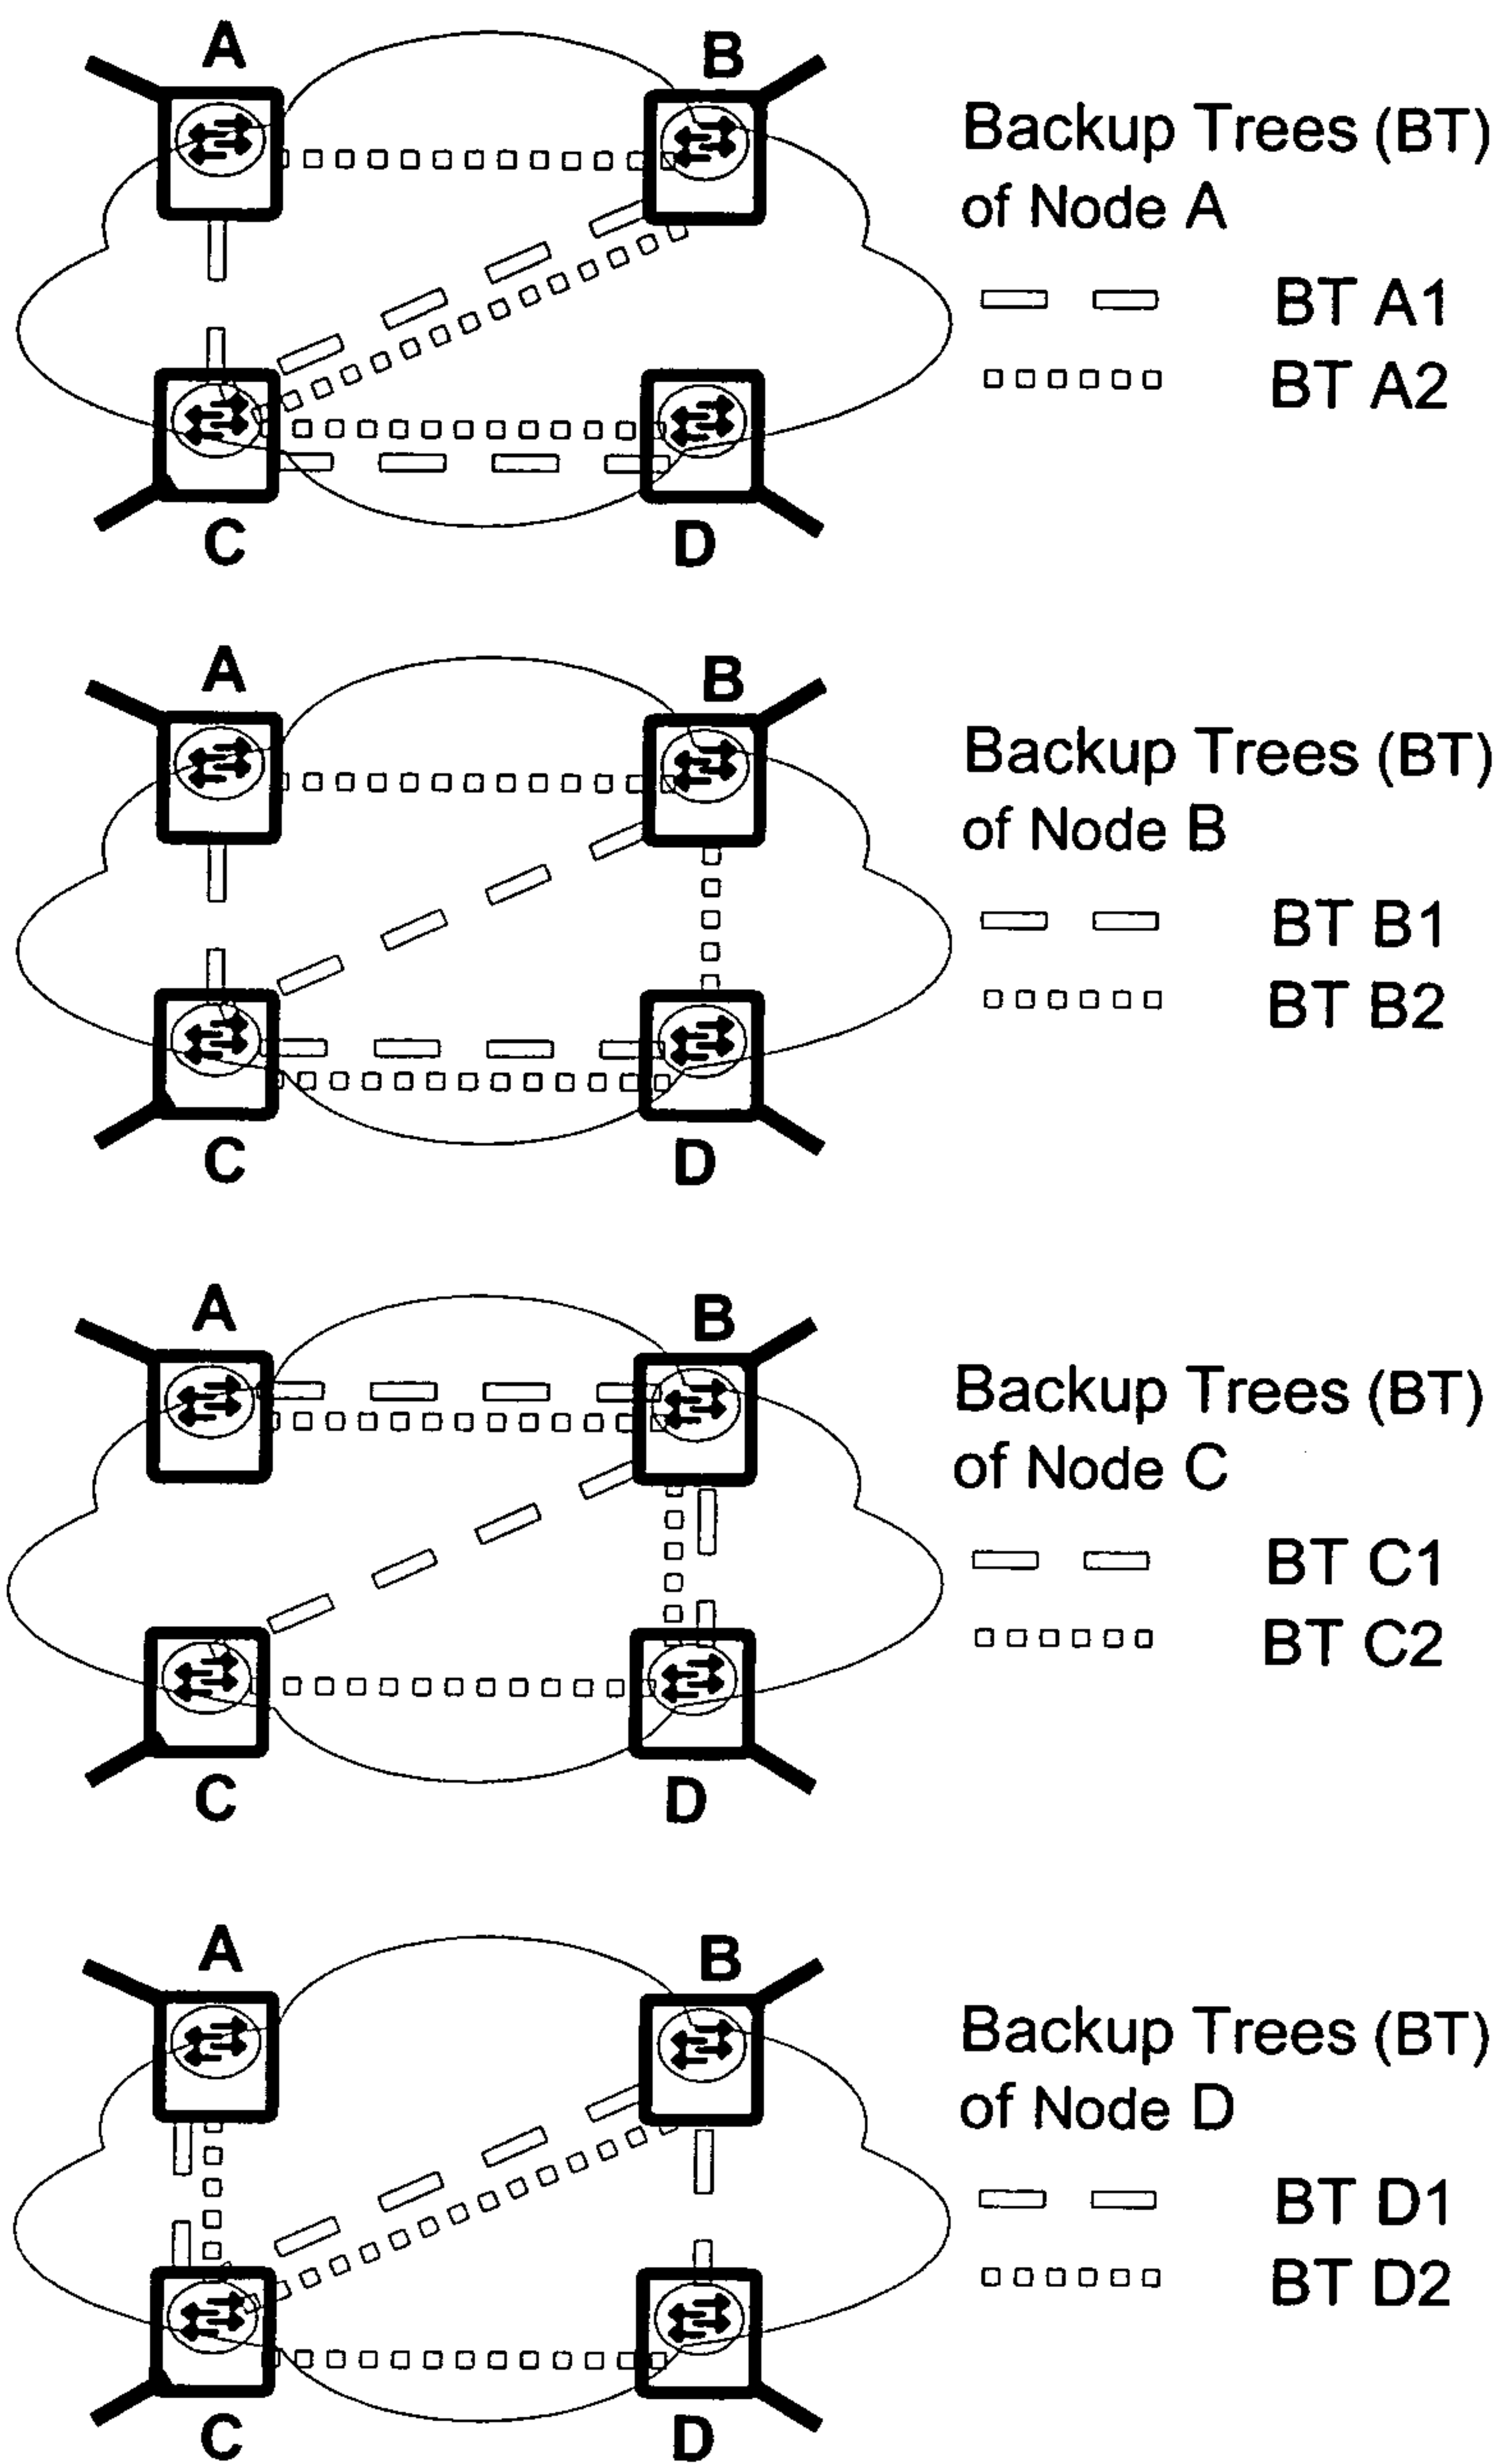 A
B
Backup Trees (BT)
of Node A
BT A1
BT A2
C
D
A
B
Backup Trees (BT)
of Node B
BT B1
BT B2
C
D
A
B
Backup Trees (BT)
of Node C
BT C1
BT C2
C
D
A
B
Backup Trees (BT)
of Node D
BT D1
BT D2
C
D